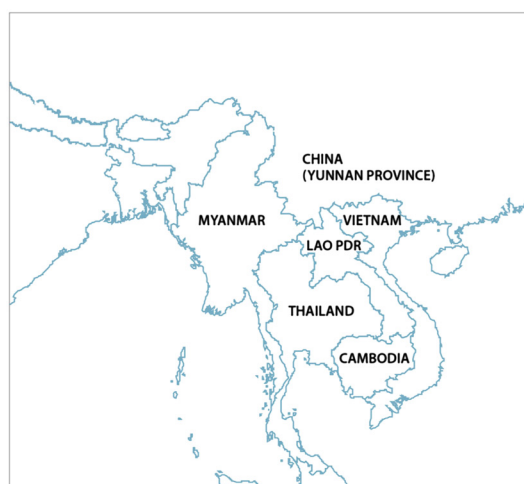 CHINA
(YUNNAN PROVINCE)
MYANMAR
VIETNAM
LAO PDR
THAILAND
CAMBODIA